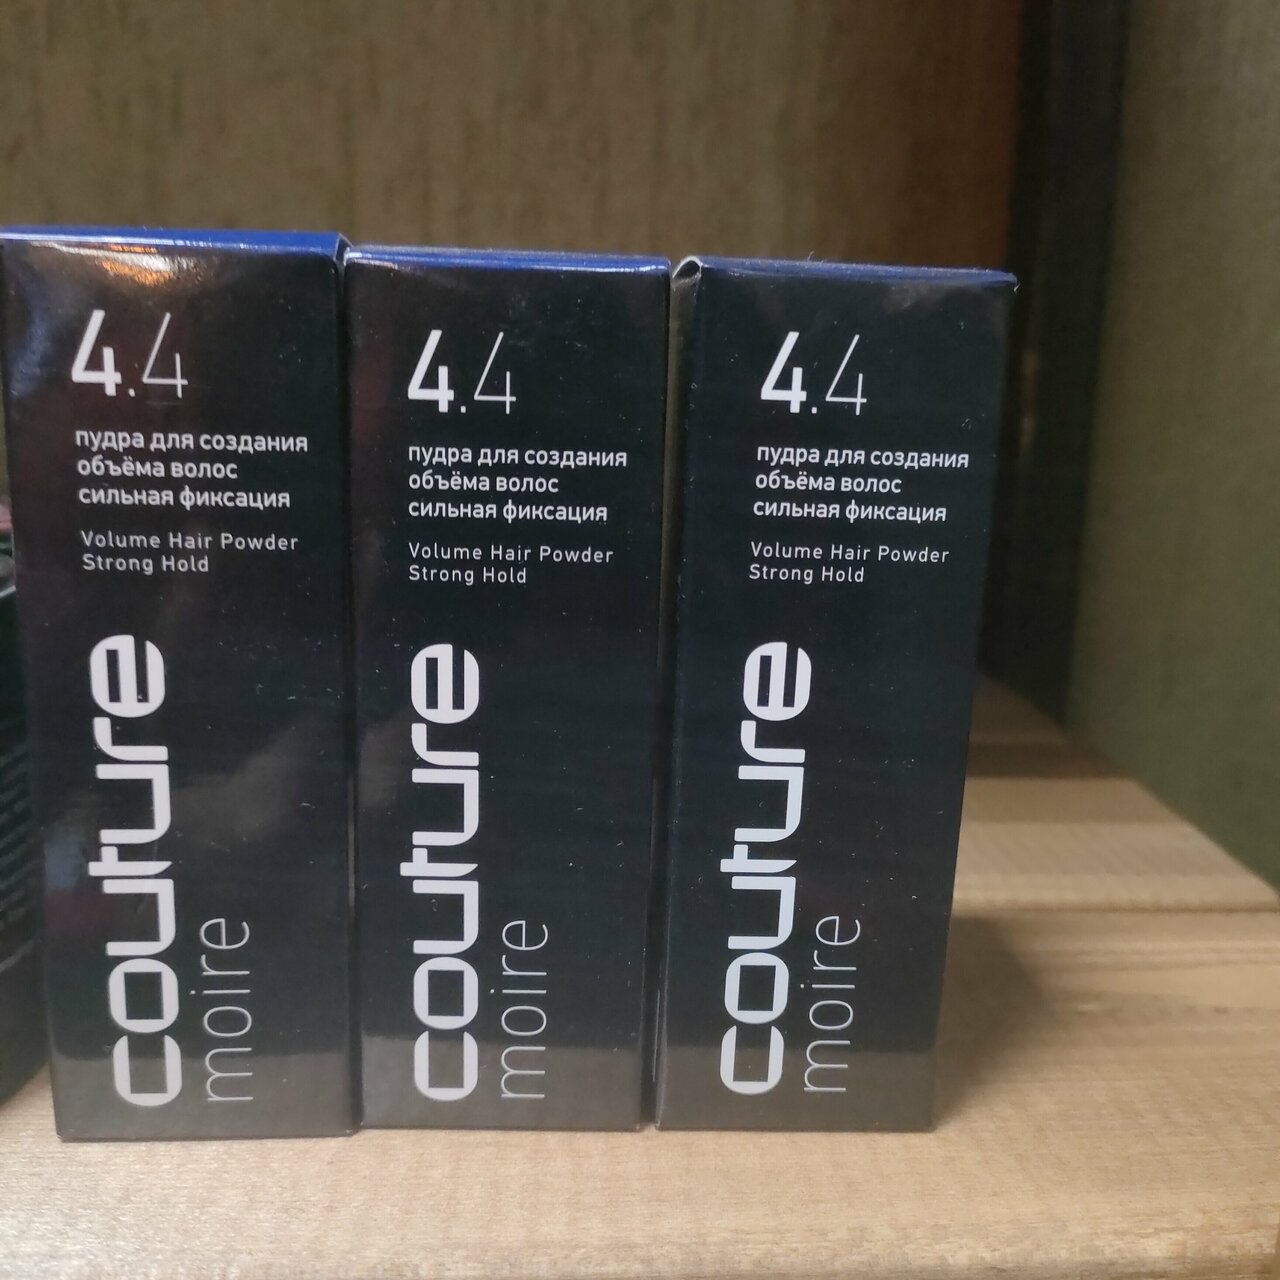 4.4
пудра для создания
объёма волос
сильная фиксация
Volume Hair Powder
Strong Hold
couture
moire
4.4
пудра для создания
объёма волос
сильная фиксация
Volume Hair Powder
Strong Hold
couture
moire
4.4
пудра для создания
объёма волос
сильная фиксация
Volume Hair Powder
Strong Hold
couture
moire